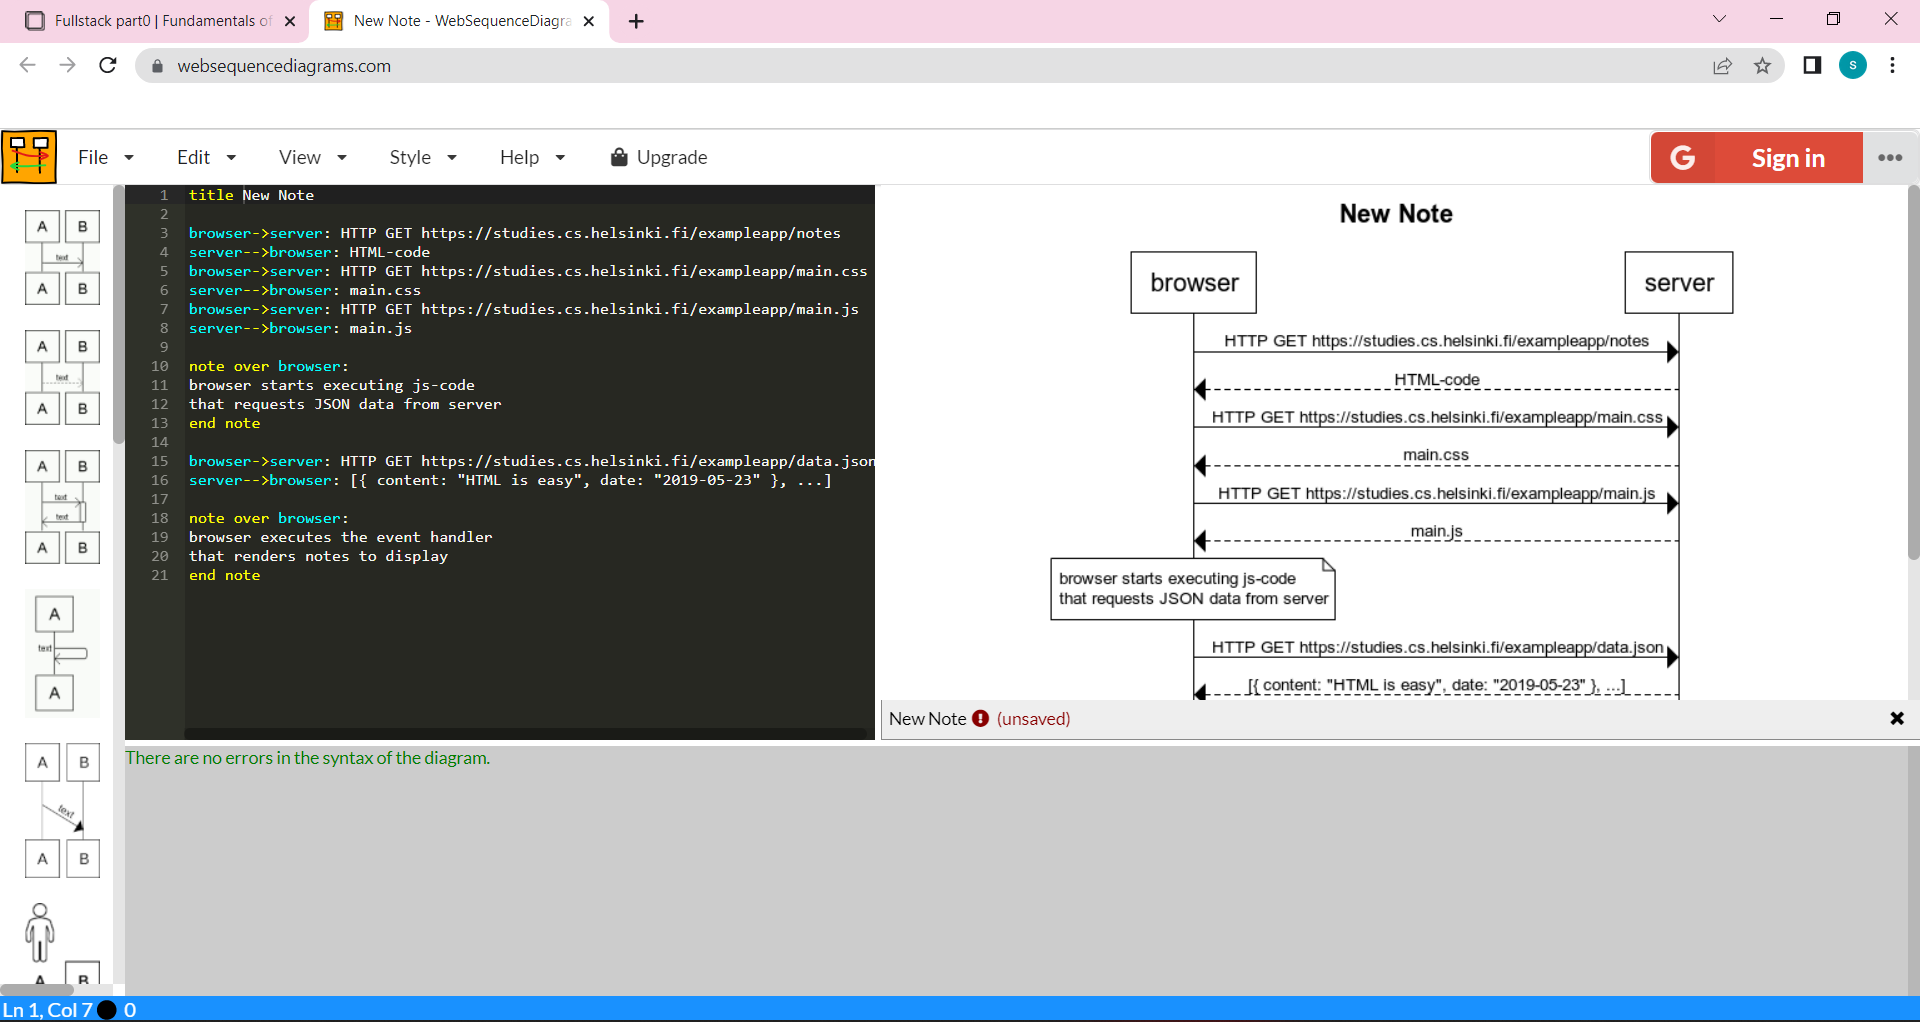 Fullstack part0 | Fundamentals of
New Note - WebSequenceDiagra
websequencediagrams.com
S
File
Edit
View
Style
Help
Upgrade
G Sign in
A B
text
A B
A B
text
A B
A B
text
text
A B
A
text
A
A B
text
A B
A B
1 title New Note
2
3 browser->server: HTTP GET https://studies.cs.helsinki.fi/exampleapp/notes
4 server-->browser: HTML-code
5 browser->server: HTTP GET https://studies.cs.helsinki.fi/exampleapp/main.css
6 server-->browser: main.css
7 browser->server: HTTP GET https://studies.cs.helsinki.fi/exampleapp/main.js
8 server-->browser: main.js
9
10 note over browser:
11 browser starts executing js-code
12 that requests JSON data from server
13 end note
14
15 browser->server: HTTP GET https://studies.cs.helsinki.fi/exampleapp/data.json
16 server-->browser: [{ content: "HTML is easy", date: "2019-05-23" }, ...]
17
18 note over browser:
19 browser executes the event handler
20 that renders notes to display
21 end note
New Note
browser server
HTTP GET https://studies.cs.helsinki.fi/exampleapp/notes
HTML-code
HTTP GET https://studies.cs.helsinki.fi/exampleapp/main.css
main.css
HTTP GET https://studies.cs.helsinki.fi/exampleapp/main.js
main.js
browser starts executing js-code
that requests JSON data from server
HTTP GET https://studies.cs.helsinki.fi/exampleapp/data.json
[{ content: "HTML is easy", date: "2019-05-23" }, ...]
New Note (unsaved)
There are no errors in the syntax of the diagram.
Ln 1, Col 7 0